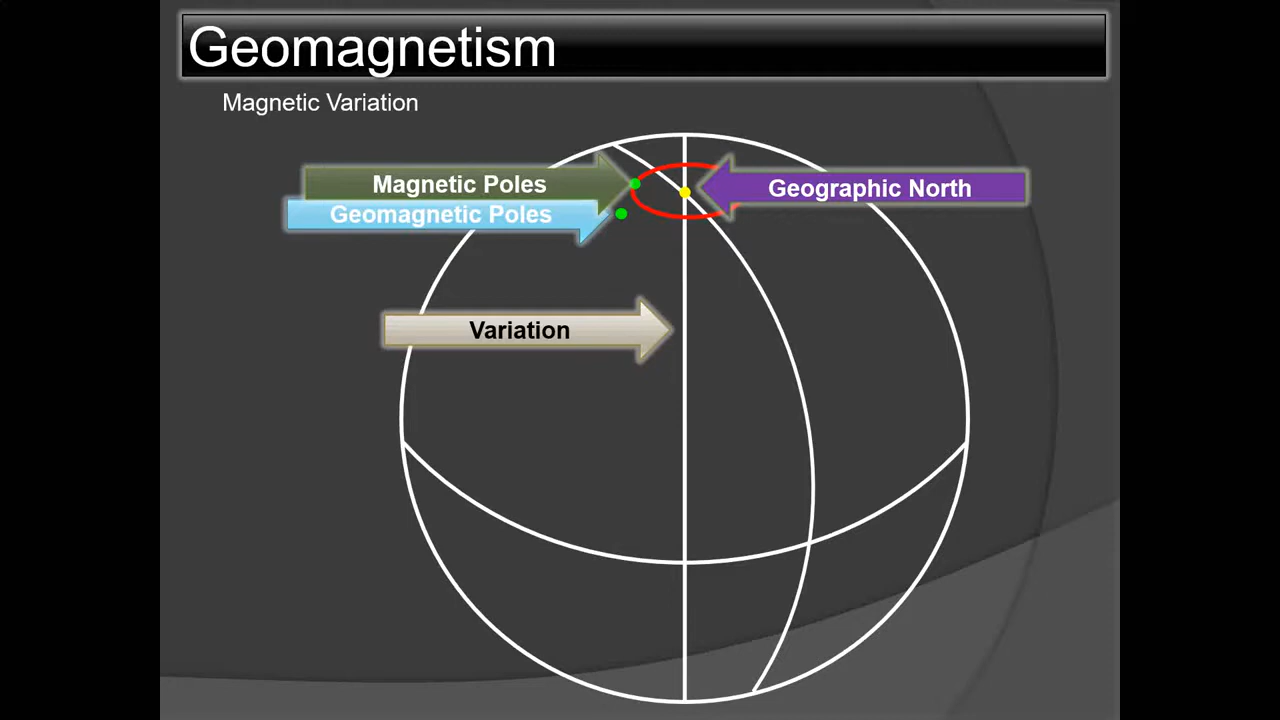 Geomagnetism
Magnetic Variation
Magnetic Poles
Geographic North
Geomagnetic Poles
Variation